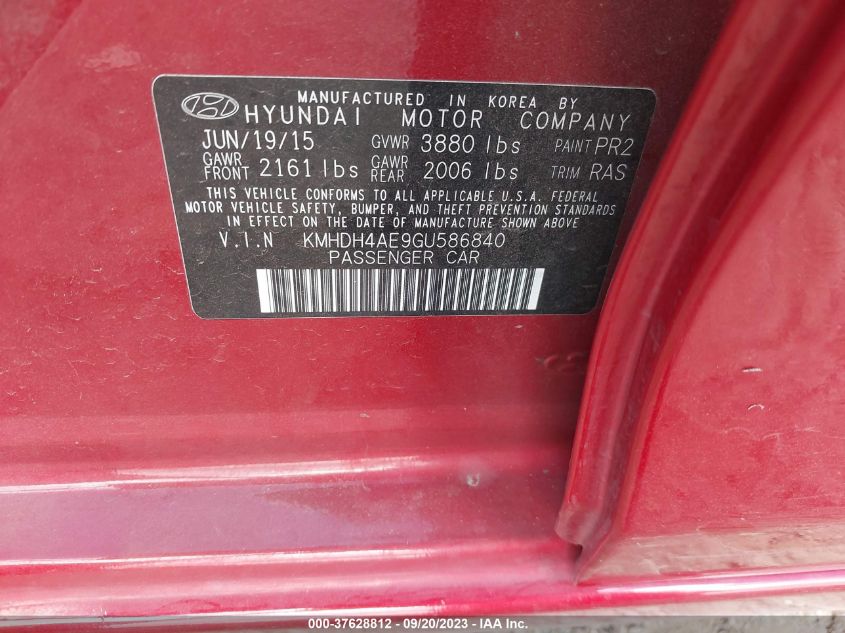 MANUFACTURED IN KOREA BY
HYUNDAI MOTOR COMPANY
JUN/19/15 GVWR 3880 lbs PAINT PR2
GAWR FRONT 2161 lbs GAWR REAR 2006 lbs TRIM RAS
THIS VEHICLE CONFORMS TO ALL APPLICABLE U.S.A. FEDERAL
MOTOR VEHICLE SAFETY, BUMPER, AND THEFT PREVENTION STANDARDS
IN EFFECT ON THE DATE OF MANUFACTURE SHOWN ABOVE
V.I.N KMHDH4AE9GU586840
PASSENGER CAR
000-37628812 - 09/20/2023 - IAA, Inc.